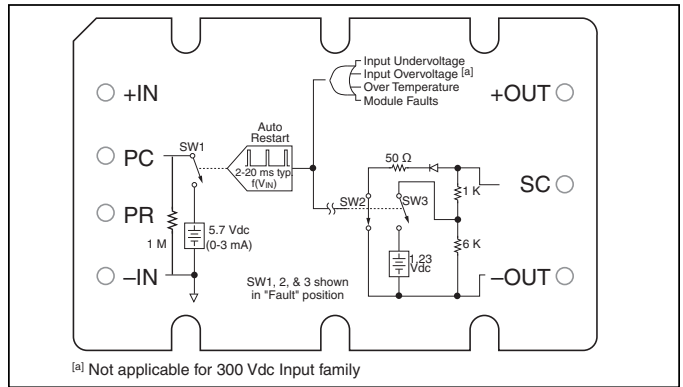 Input Undervoltage
Input Overvoltage [a]
Over Temperature
Module Faults
+IN
+OUT
PC
SW1
Auto
Restart
2-20 ms typ.
f(VIN)
50 Ω
1 K
SC
PR
SW2
SW3
1 M
5.7 Vdc
(0-3 mA)
6 K
1.23
Vdc
–IN
–OUT
SW1, 2, & 3 shown
in "Fault" position
[a] Not applicable for 300 Vdc Input family